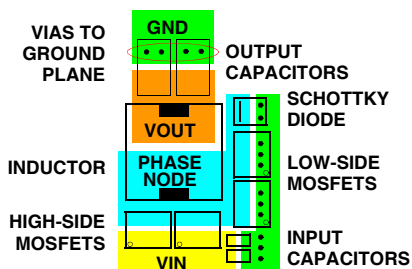 GND
VIAS TO
GROUND
PLANE
OUTPUT
CAPACITORS
SCHOTTKY
DIODE
VOUT
INDUCTOR
PHASE
NODE
LOW-SIDE
MOSFETS
HIGH-SIDE
MOSFETS
INPUT
CAPACITORS
VIN